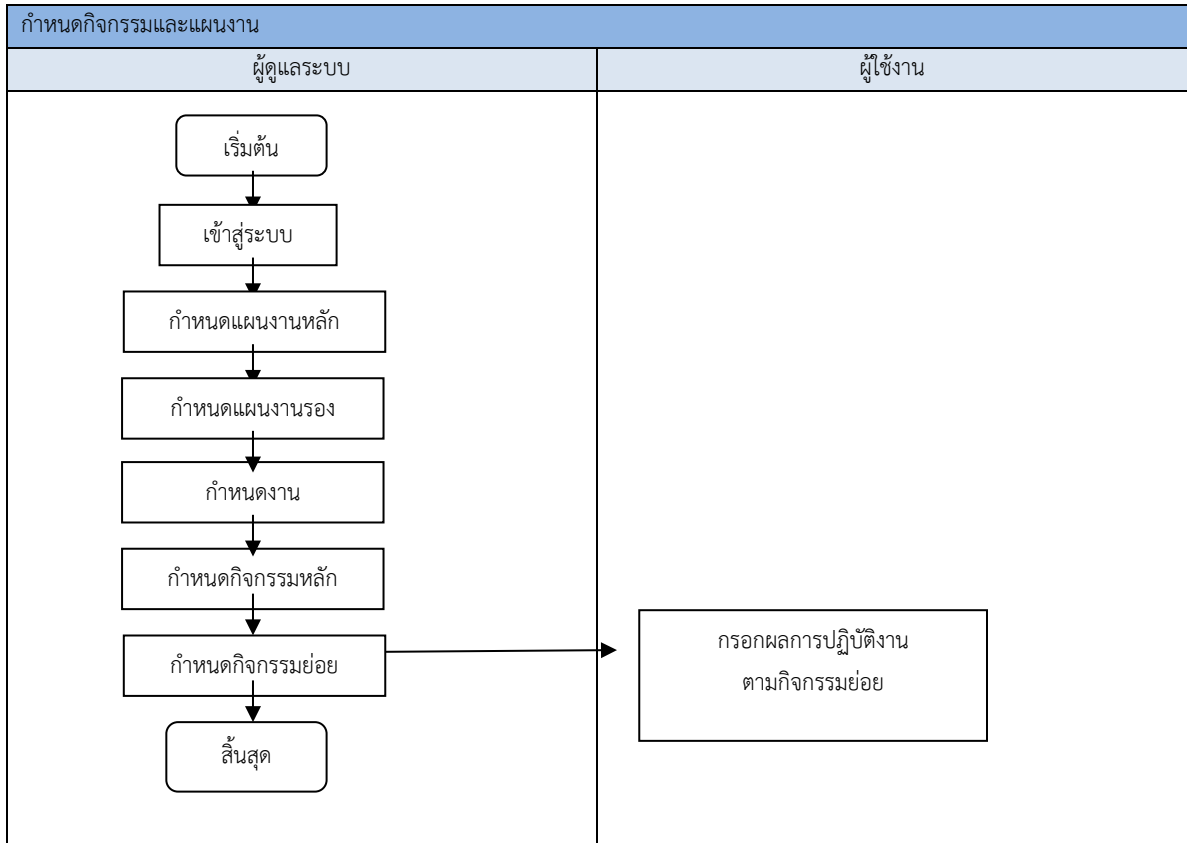 กำหนดกิจกรรมและแผนงาน
ผู้ดูแลระบบ
ผู้ใช้งาน
เริ่มต้น
เข้าสู่ระบบ
กำหนดแผนงานหลัก
กำหนดแผนงานรอง
กำหนดงาน
กำหนดกิจกรรมหลัก
กำหนดกิจกรรมย่อย
กรอกผลการปฏิบัติงาน
ตามกิจกรรมย่อย
สิ้นสุด